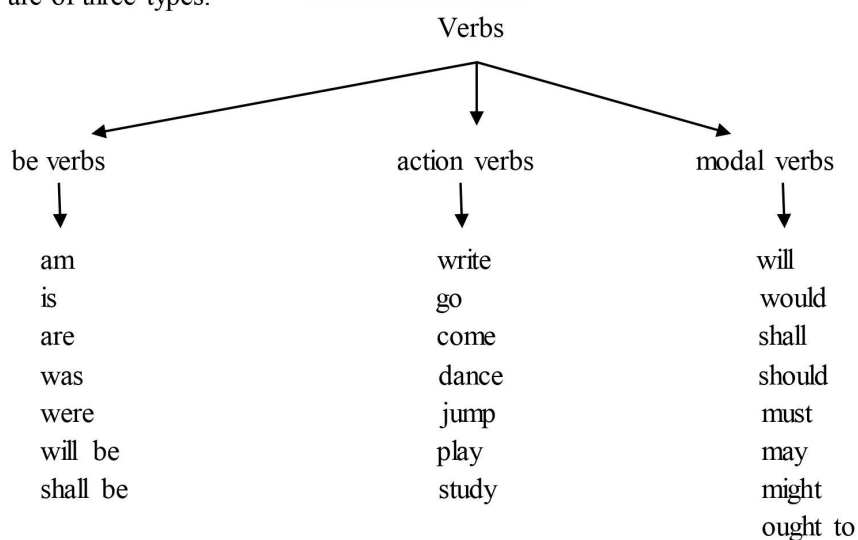 are of three types:
Verbs
be verbs action verbs modal verbs
am write will
is go would
are come shall
was dance should
were jump must
will be play may
shall be study might
ought to